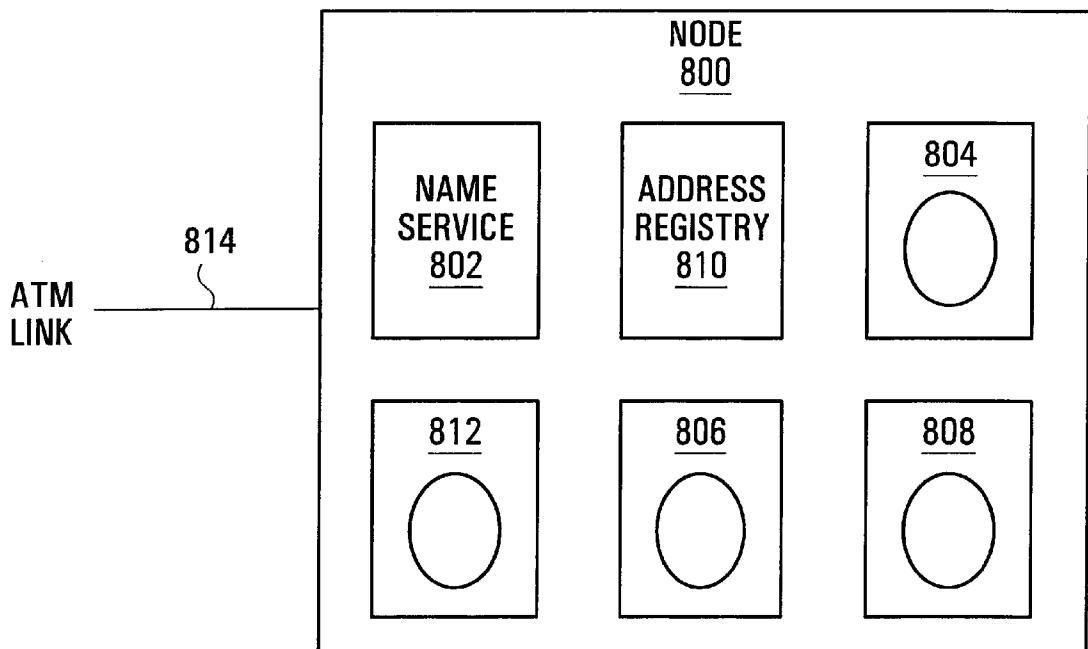 NODE
800
NAME
SERVICE
802
ADDRESS
REGISTRY
810
804
814
ATM
LINK
812
806
808